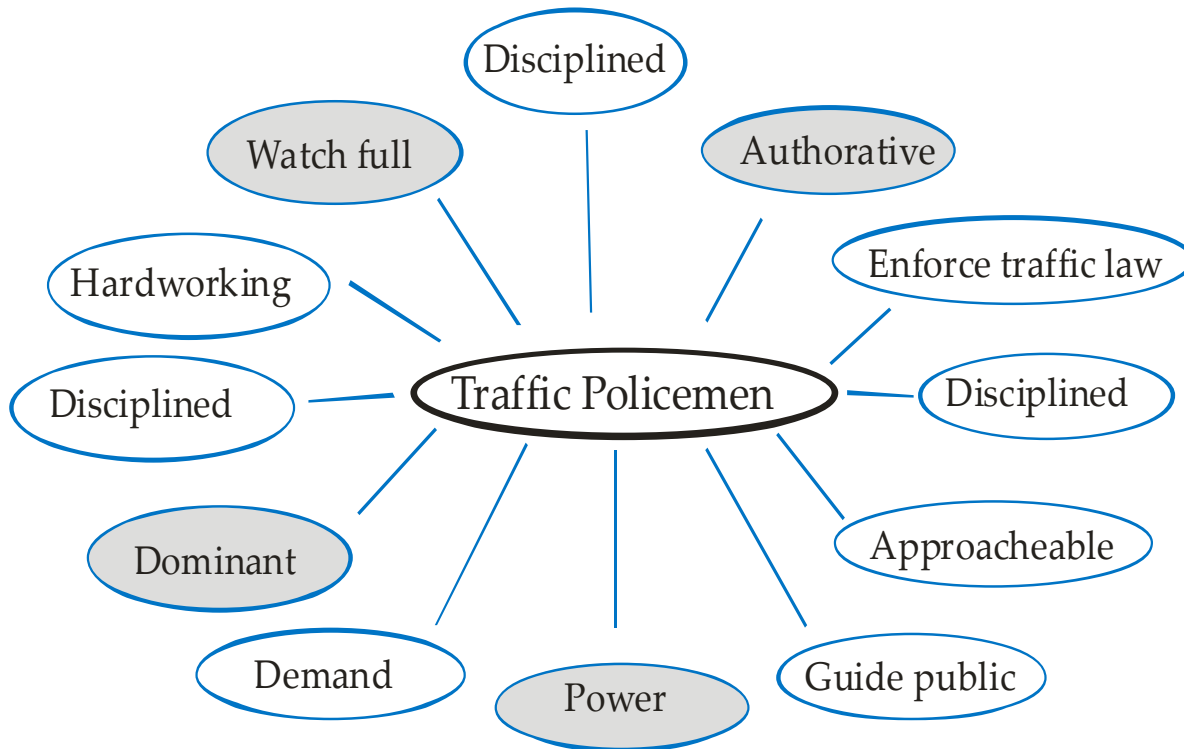 Disciplined
Watch full
Authorative
Hardworking
Enforce traffic law
Traffic Policemen
Disciplined
Disciplined
Dominant
Approacheable
Demand
Power
Guide public